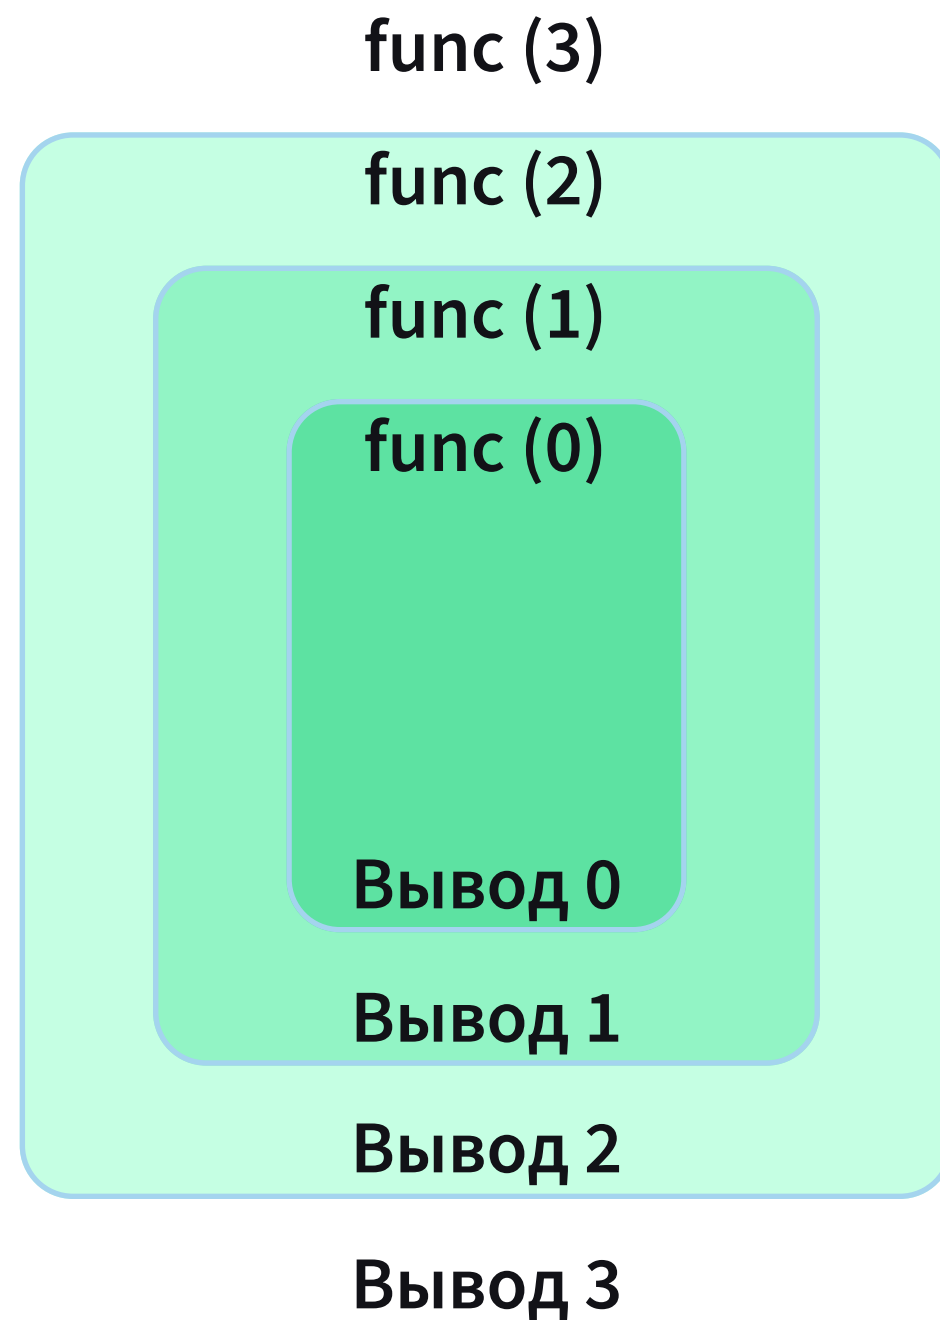 func (3)
func (2)
func (1)
func (0)
Вывод 0
Вывод 1
Вывод 2
Вывод 3